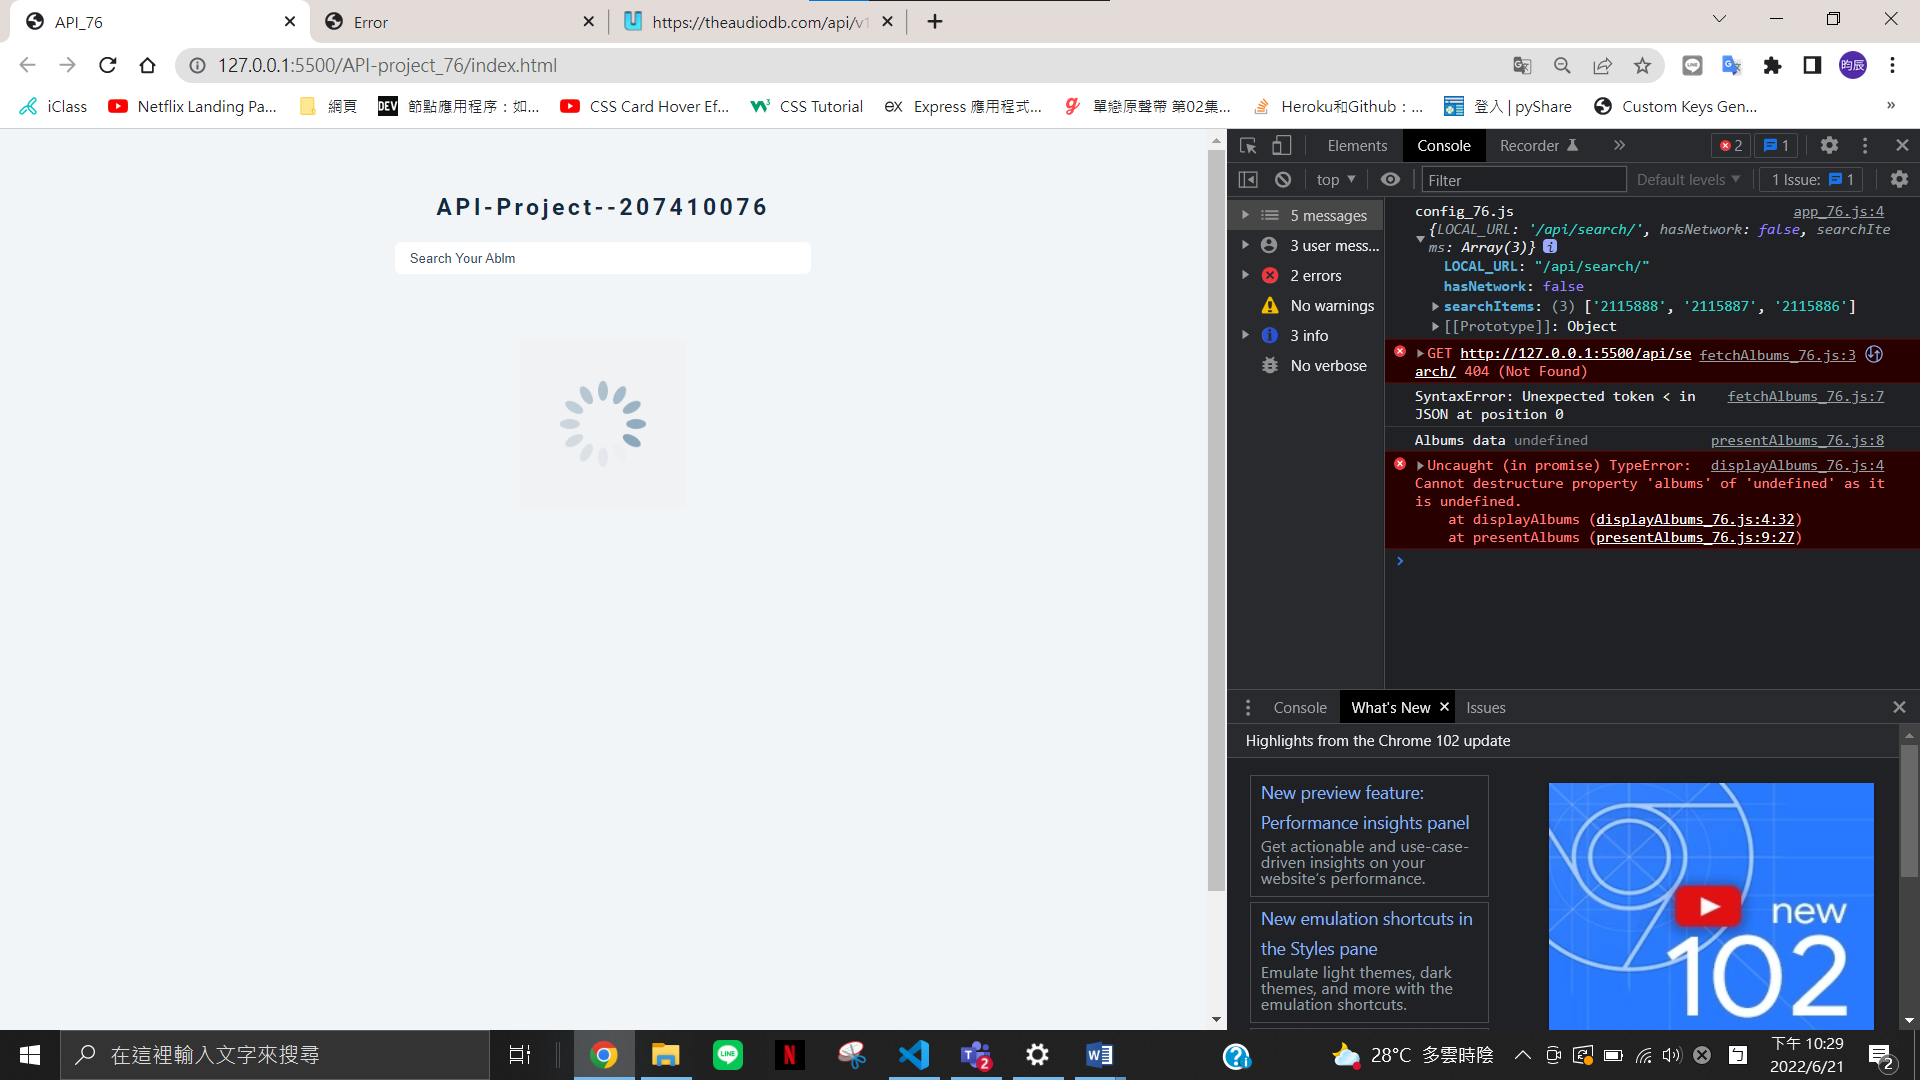 API_76
Error
https://theaudiodb.com/api/v1
127.0.0.1:5500/API-project_76/index.html
昀辰
iClass
Netflix Landing Pa...
網頁
DEV
節點應用程序：如...
CSS Card Hover Ef...
CSS Tutorial
ex
Express 應用程式...
單戀原聲帶 第02集...
Heroku和Github：...
登入 | pyShare
Custom Keys Gen...
»
API-Project--207410076
Search Your Ablm
Elements
Console
Recorder
»
2
1
top
Filter
Default levels
1 Issue:
1
5 messages
3 user mess...
2 errors
No warnings
3 info
No verbose
config_76.js
app_76.js:4
{LOCAL_URL: '/api/search/', hasNetwork: false, searchIte
ms: Array(3)}
LOCAL_URL: "/api/search/"
hasNetwork: false
searchItems: (3) ['2115888', '2115887', '2115886']
[[Prototype]]: Object
GET http://127.0.0.1:5500/api/se
fetchAlbums_76.js:3
arch/ 404 (Not Found)
SyntaxError: Unexpected token < in
fetchAlbums_76.js:7
JSON at position 0
Albums data undefined
presentAlbums_76.js:8
Uncaught (in promise) TypeError:
displayAlbums_76.js:4
Cannot destructure property 'albums' of 'undefined' as it
is undefined.
at displayAlbums (displayAlbums_76.js:4:32)
at presentAlbums (presentAlbums_76.js:9:27)
Console
What's New
Issues
Highlights from the Chrome 102 update
New preview feature:
Performance insights panel
Get actionable and use-case-
driven insights on your
website's performance.
New emulation shortcuts in
the Styles pane
Emulate light themes, dark
themes, and more with the
emulation shortcuts.
new
102
在這裡輸入文字來搜尋
LINE
N
2
28°C 多雲時陰
下午 10:29
2022/6/21
2